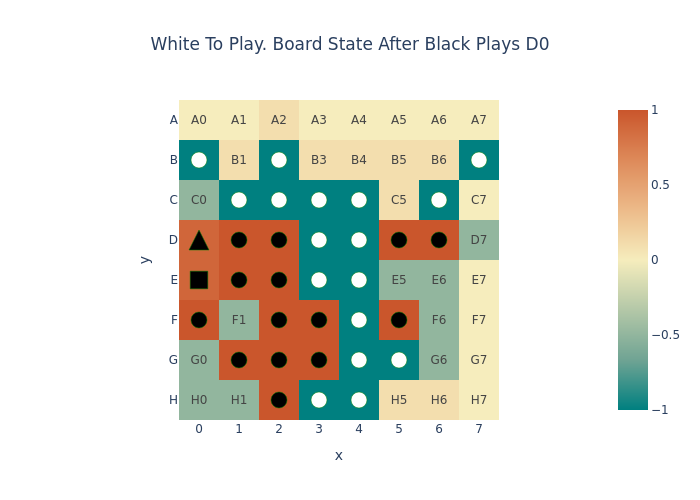 White To Play. Board State After Black Plays D0
A A0 A1 A2 A3 A4 A5 A6 A7
B B1 B3 B4 B5 B6
C C0 C5 C7
D D7
E E5 E6 E7
F F1 F6 F7
G G0 G6 G7
H H0 H1 H5 H6 H7
0 1 2 3 4 5 6 7
x
y
1
0.5
0
−0.5
−1